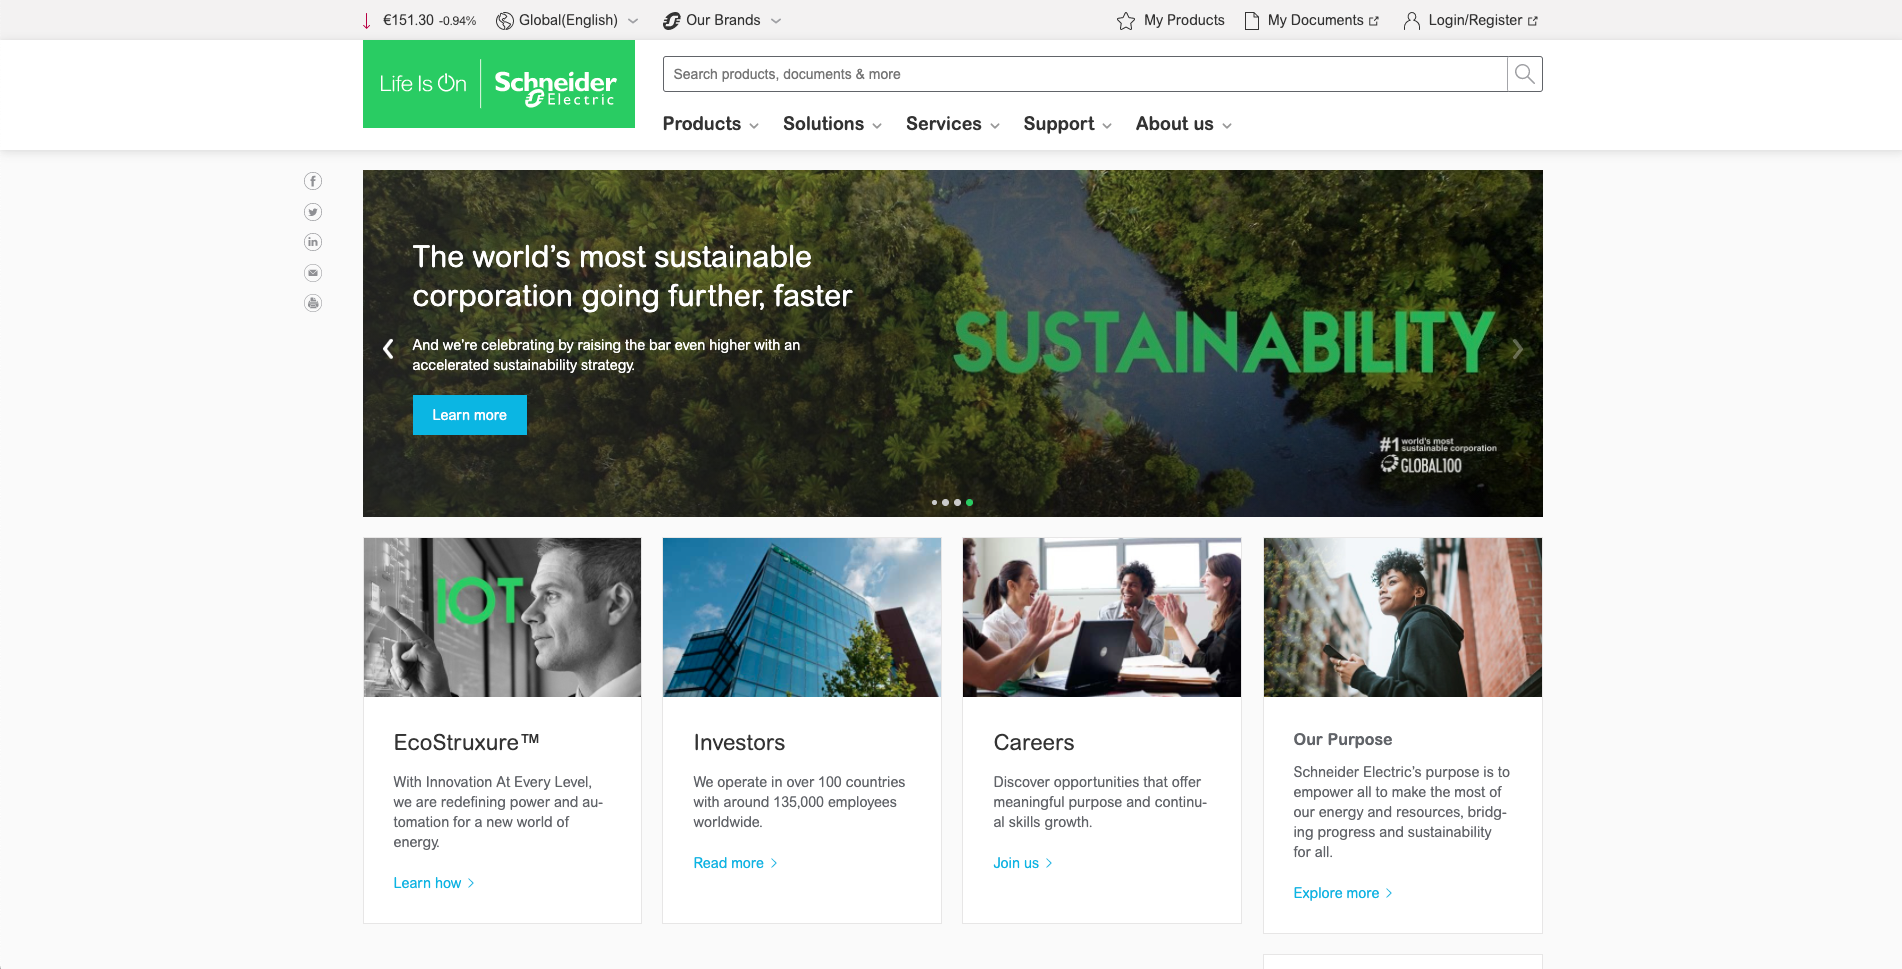 €151.30 -0.94%
Global(English)
Our Brands
My Products
My Documents
Login/Register
Life Is On
Schneider
Electric
Search products, documents & more
Products
Solutions
Services
Support
About us
The world’s most sustainable
corporation going further, faster
And we’re celebrating by raising the bar even higher with an
accelerated sustainability strategy.
Learn more
SUSTAINABILITY
#1 world's most
sustainable corporation
GLOBAL100
IOT
EcoStruxure™
With Innovation At Every Level,
we are redefining power and au-
tomation for a new world of
energy.
Learn how
Investors
We operate in over 100 countries
with around 135,000 employees
worldwide.
Read more
Careers
Discover opportunities that offer
meaningful purpose and continu-
al skills growth.
Join us
Our Purpose
Schneider Electric’s purpose is to
empower all to make the most of
our energy and resources, bridg-
ing progress and sustainability
for all.
Explore more